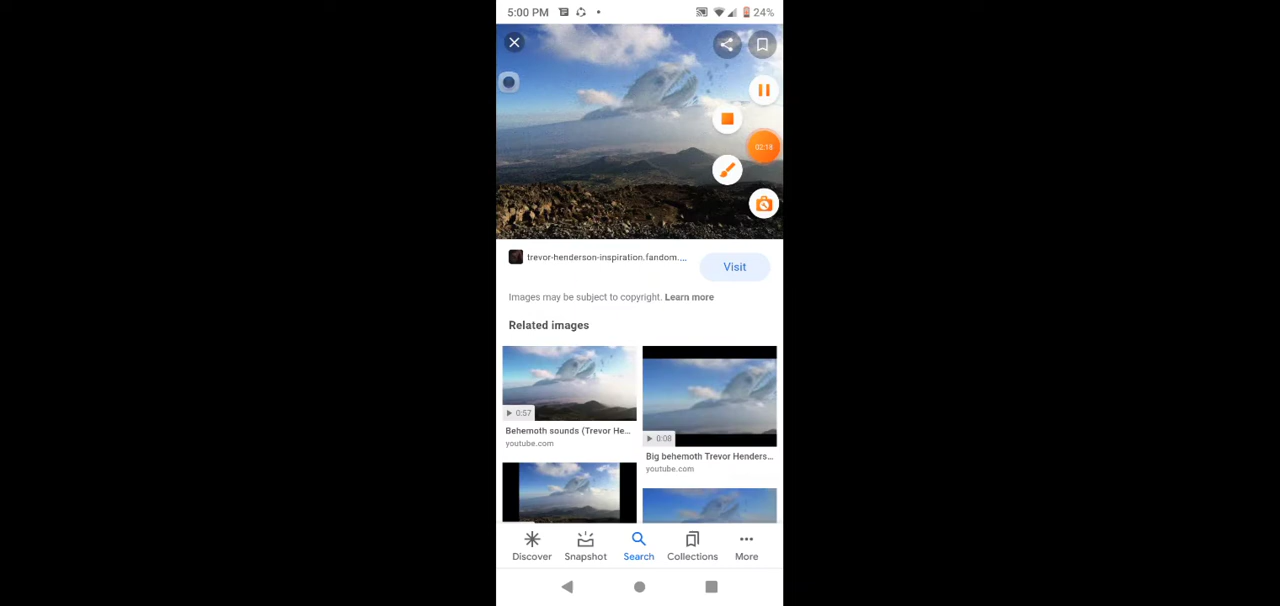 5:00 PM
24%
02:18
trevor-henderson-inspiration.fandom....
Visit
Images may be subject to copyright. Learn more
Related images
0:57
Behemoth sounds (Trevor He...
youtube.com
0:08
Big behemoth Trevor Henders...
youtube.com
Discover
Snapshot
Search
Collections
More